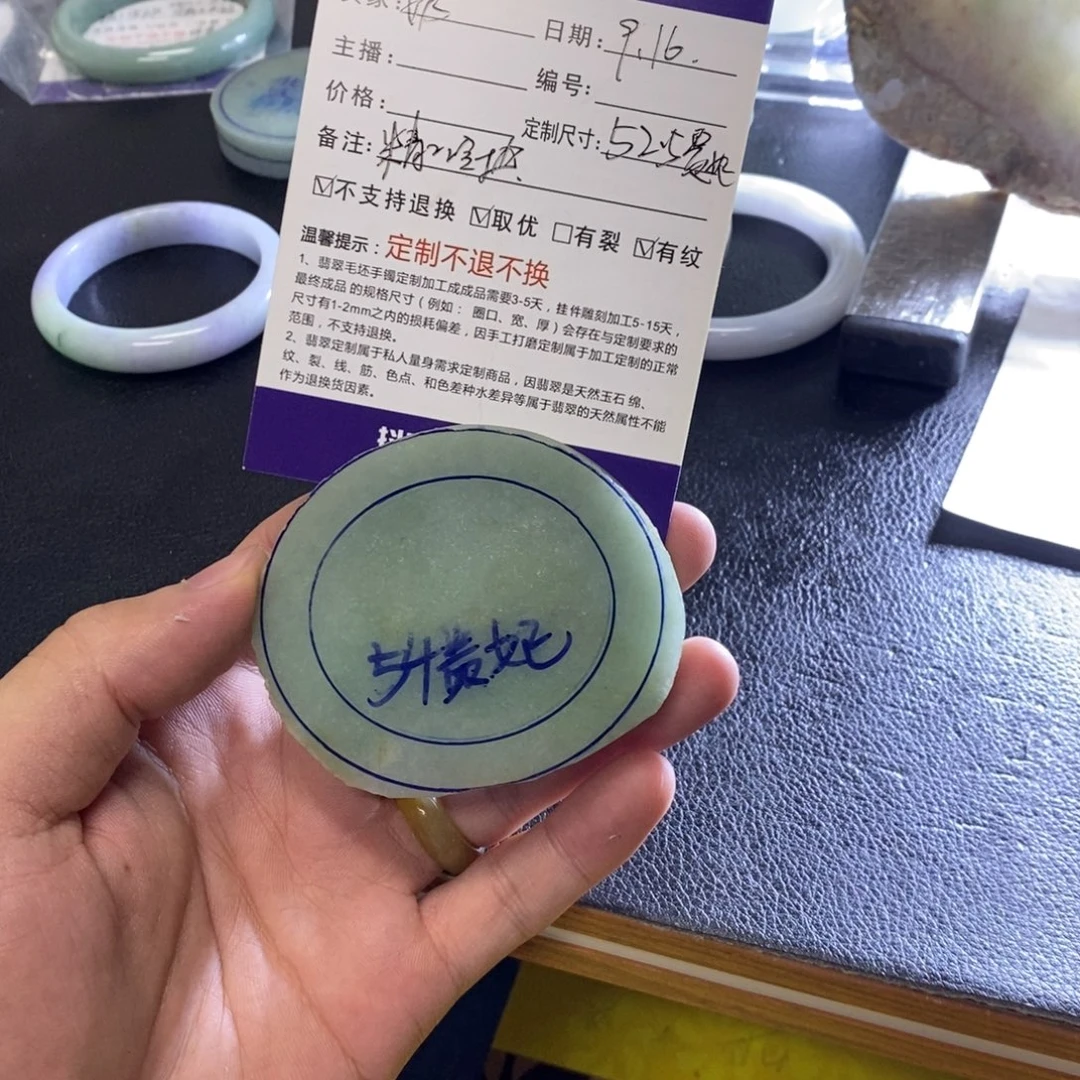 日期: 9.16.
主播:
编号:
价格:
定制尺寸: 52.5贵妃
备注:
☑不支持退换 ☑取优 □有裂 ☑有纹
温馨提示:定制不退不换
1、翡翠毛坯手镯定制加工成成品需要3-5天，挂件雕刻加工5-15天，
最终成品的规格尺寸（例如： 圈口、宽、厚）会存在与定制要求的
尺寸有1-2mm之内的损耗偏差，因手工打磨定制属于加工定制的正常
范围，不支持退换。
2、翡翠定制属于私人量身需求定制商品，因翡翠是天然玉石 绵、
纹、裂、线、筋、色点、和色差种水差异等属于翡翠的天然属性不能
作为退换货因素。
54贵妃